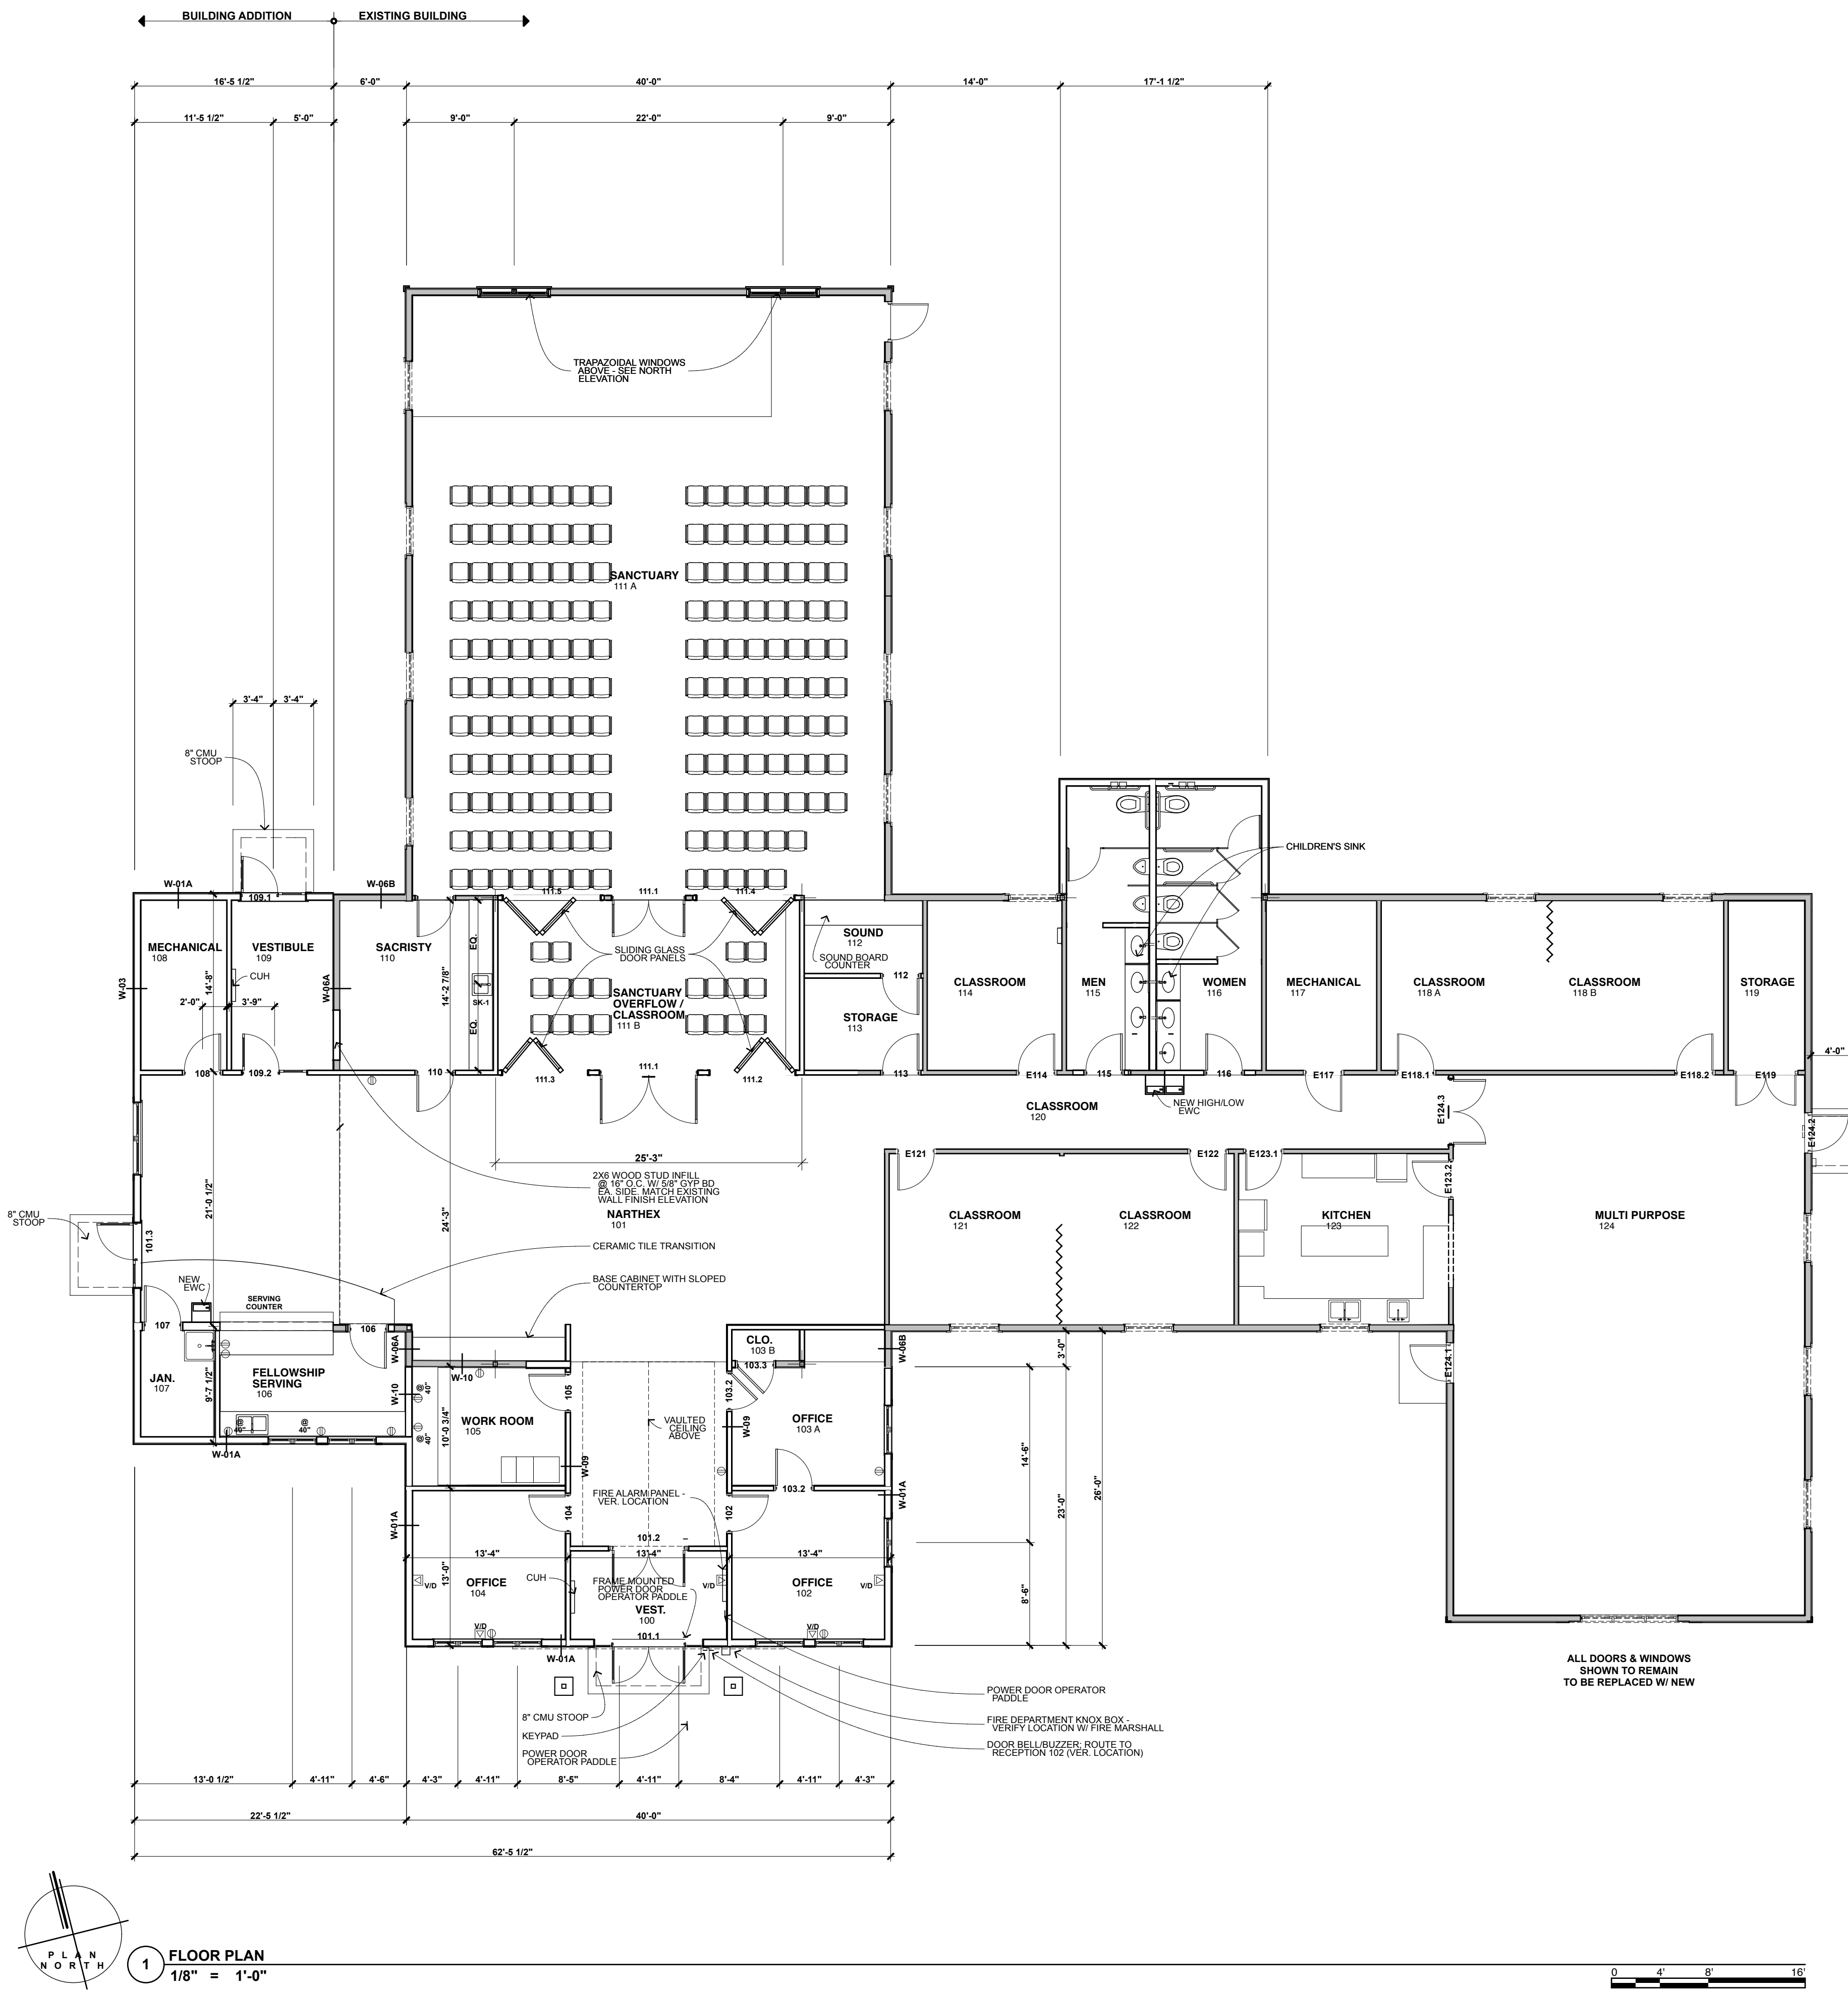 BUILDING ADDITION
EXISTING BUILDING
16'-5 1/2"
6'-0"
40'-0"
14'-0"
17'-1 1/2"
11'-5 1/2"
5'-0"
9'-0"
22'-0"
9'-0"
TRAPAZOIDAL WINDOWS
ABOVE - SEE NORTH
ELEVATION
SANCTUARY
111 A
3'-4"
3'-4"
8" CMU
STOOP
CHILDREN'S SINK
W-01A
W-06B
109.1
111.5
111.1
111.4
MECHANICAL
108
VESTIBULE
109
CUH
14'-8"
2'-0"
3'-9"
W-03
W-06A
SACRISTY
110
14'-2 7/8"
EQ.
SK-1
EQ.
SLIDING GLASS
DOOR PANELS
SANCTUARY
OVERFLOW /
CLASSROOM
111 B
SOUND
112
SOUND BOARD
COUNTER
112
STORAGE
113
CLASSROOM
114
MEN
115
WOMEN
116
MECHANICAL
117
CLASSROOM
118 A
CLASSROOM
118 B
STORAGE
119
4'-0"
108
109.2
110
111.3
111.1
111.2
113
E114
115
116
E117
E118.1
E118.2
E119
CLASSROOM
120
NEW HIGH/LOW
EWC
E124.3
E124.2
25'-3"
E121
E122
E123.1
E123.2
2X6 WOOD STUD INFILL
@ 16" O.C. W/ 5/8" GYP BD
EA. SIDE. MATCH EXISTING
WALL FINISH ELEVATION
NARTHEX
101
21'-0 1/2"
24'-3"
CLASSROOM
121
CLASSROOM
122
KITCHEN
123
MULTI PURPOSE
124
8" CMU
STOOP
101.3
CERAMIC TILE TRANSITION
NEW
EWC
SERVING
COUNTER
BASE CABINET WITH SLOPED
COUNTERTOP
107
106
W-06A
CLO.
103 B
103.3
W-06B
3'-0"
E124.1
JAN.
107
9'-7 1/2"
FELLOWSHIP
SERVING
106
W-10
W-10
@
40"
@
40"
@
40"
@
40"
W-01A
WORK ROOM
105
10'-0 3/4"
105
W-09
VAULTED
CEILING
ABOVE
103.2
W-09
OFFICE
103 A
103.2
14'-6"
23'-0"
26'-0"
8'-6"
FIRE ALARM PANEL -
VER. LOCATION
W-01A
104
102
W-01A
101.2
13'-4"
13'-4"
13'-4"
13'-0"
OFFICE
104
V/D
V/D
CUH
FRAME MOUNTED
POWER DOOR
OPERATOR PADDLE
V/D
VEST.
100
OFFICE
102
V/D
V/D
101.1
W-01A
ALL DOORS & WINDOWS
SHOWN TO REMAIN
TO BE REPLACED W/ NEW
8" CMU STOOP
KEYPAD
POWER DOOR
OPERATOR PADDLE
POWER DOOR OPERATOR
PADDLE
FIRE DEPARTMENT KNOX BOX -
VERIFY LOCATION W/ FIRE MARSHALL
DOOR BELL/BUZZER; ROUTE TO
RECEPTION 102 (VER. LOCATION)
13'-0 1/2"
4'-11"
4'-6"
4'-3"
4'-11"
8'-5"
4'-11"
8'-4"
4'-11"
4'-3"
22'-5 1/2"
40'-0"
62'-5 1/2"
PLAN
NORTH
1
FLOOR PLAN
1/8" = 1'-0"
0 4' 8' 16'